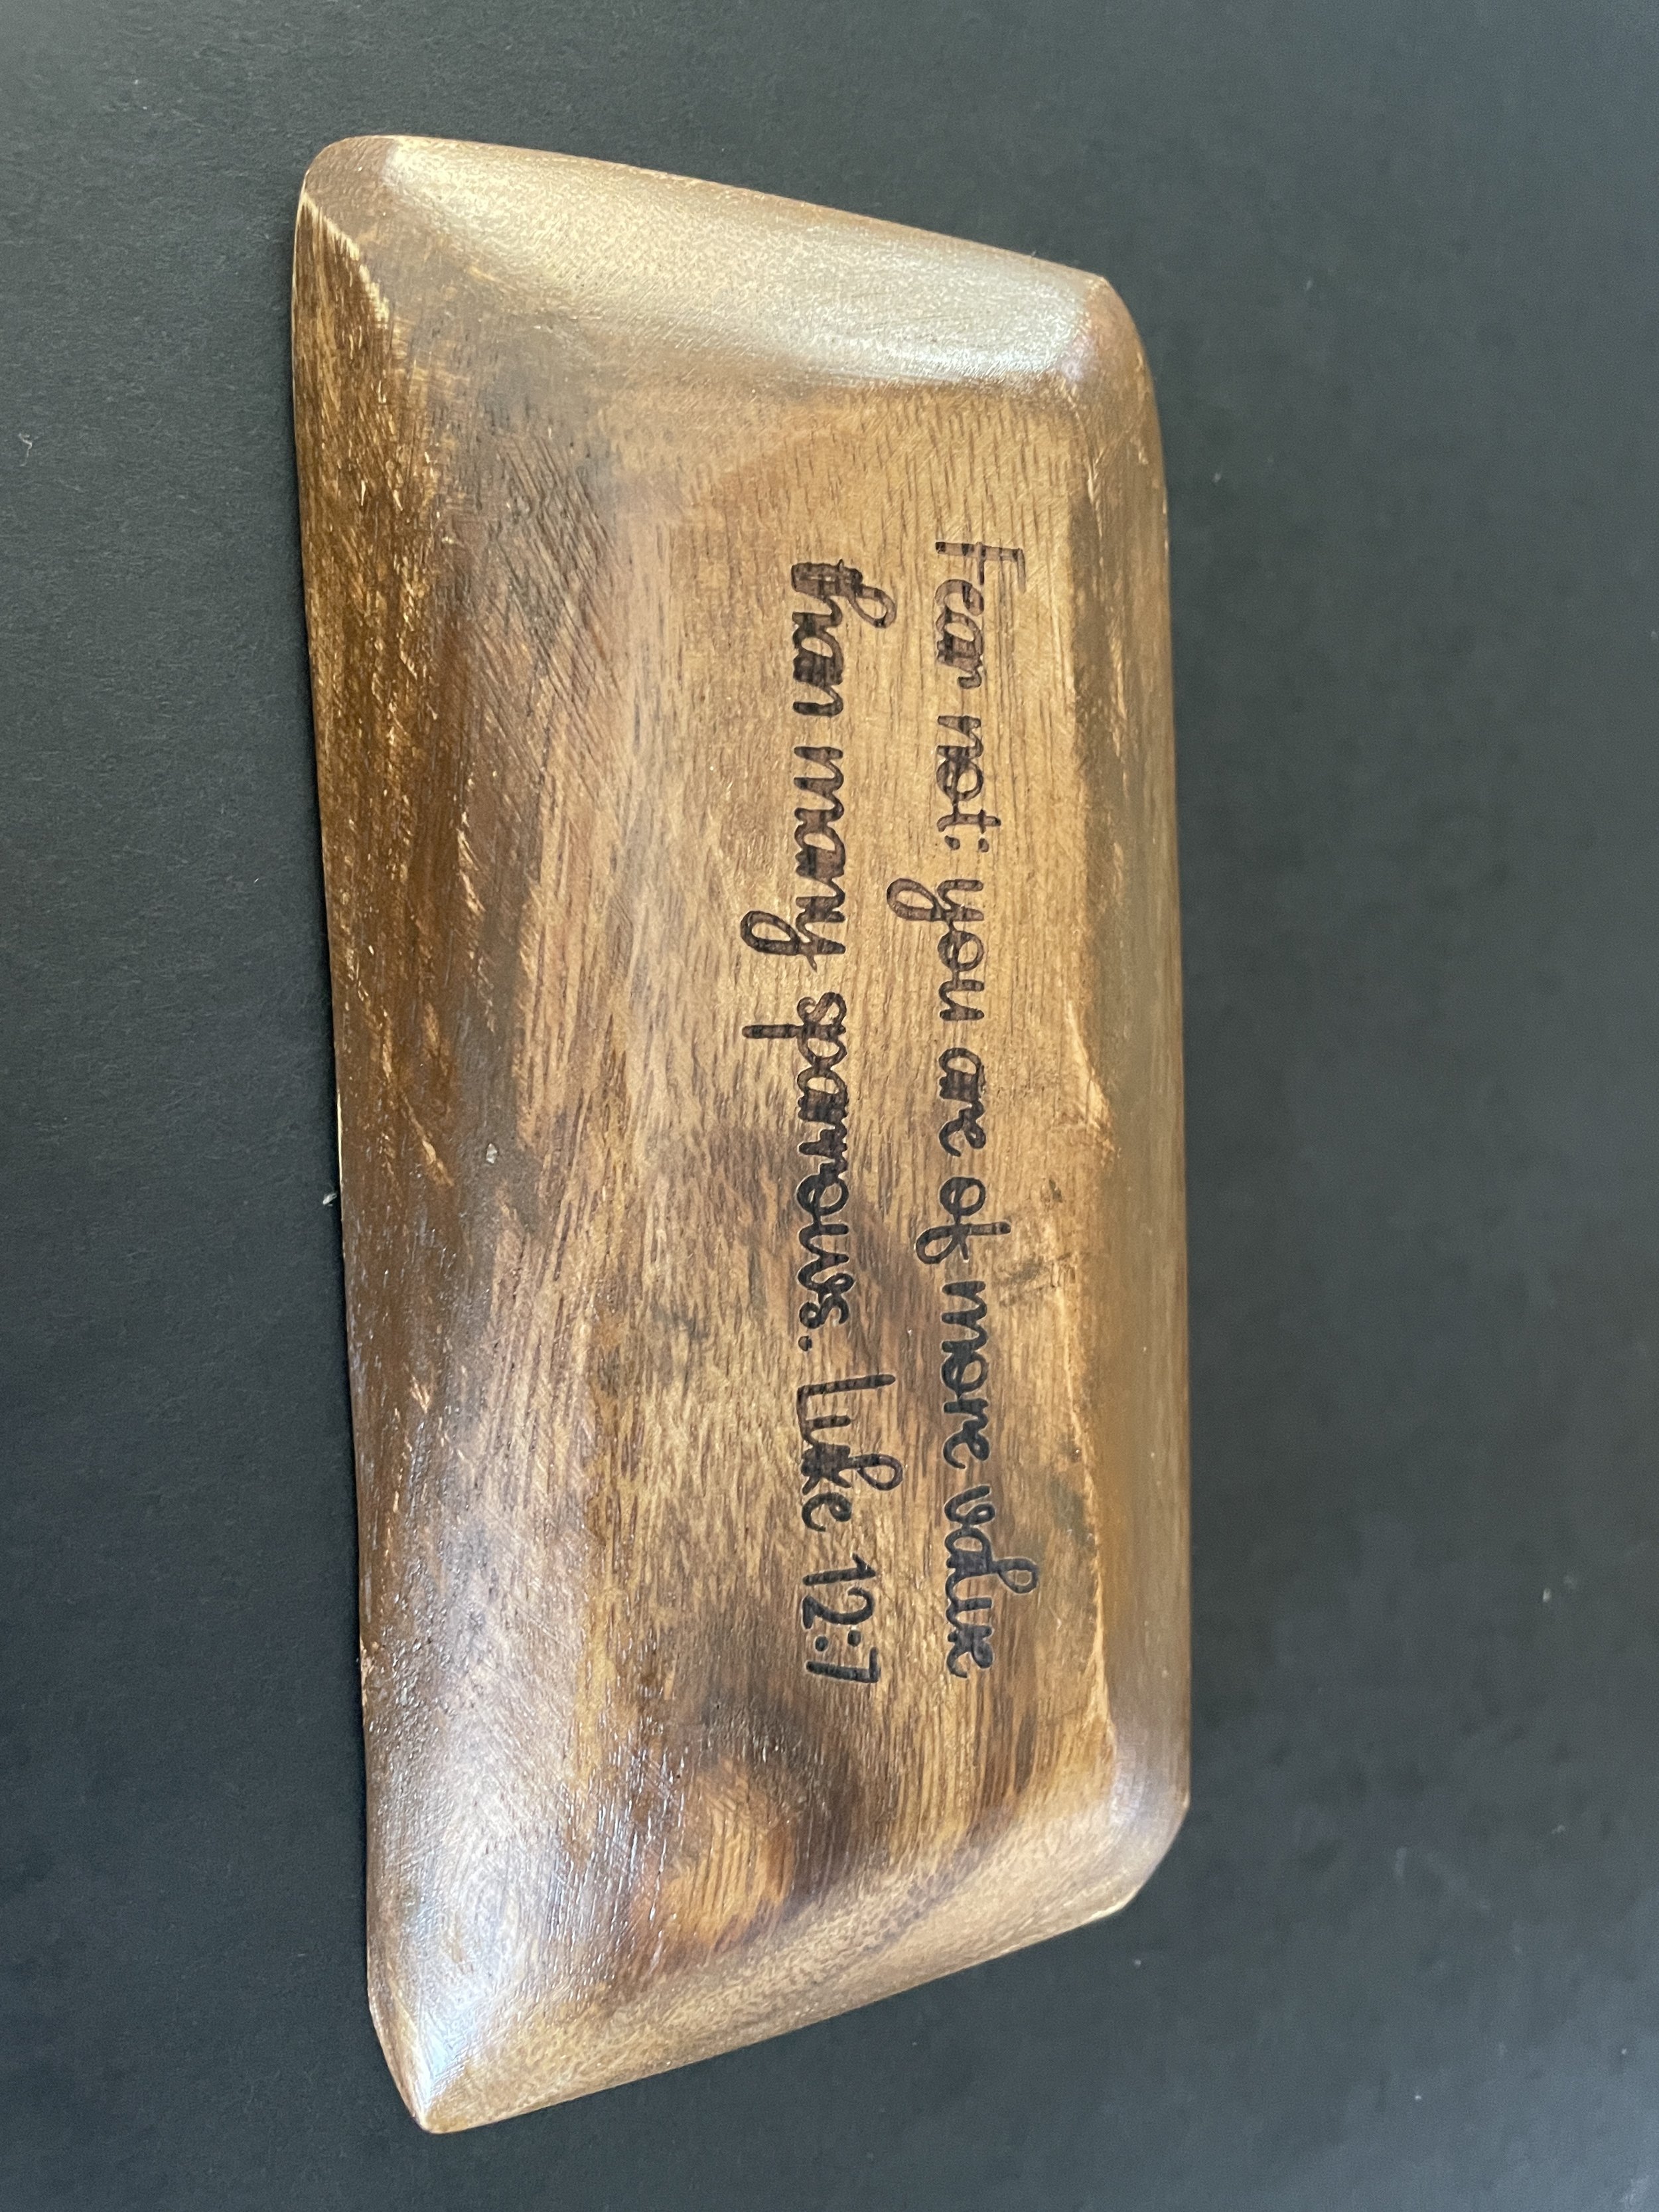 Fear not: you are of more value
than many sparrows. Luke 12:7